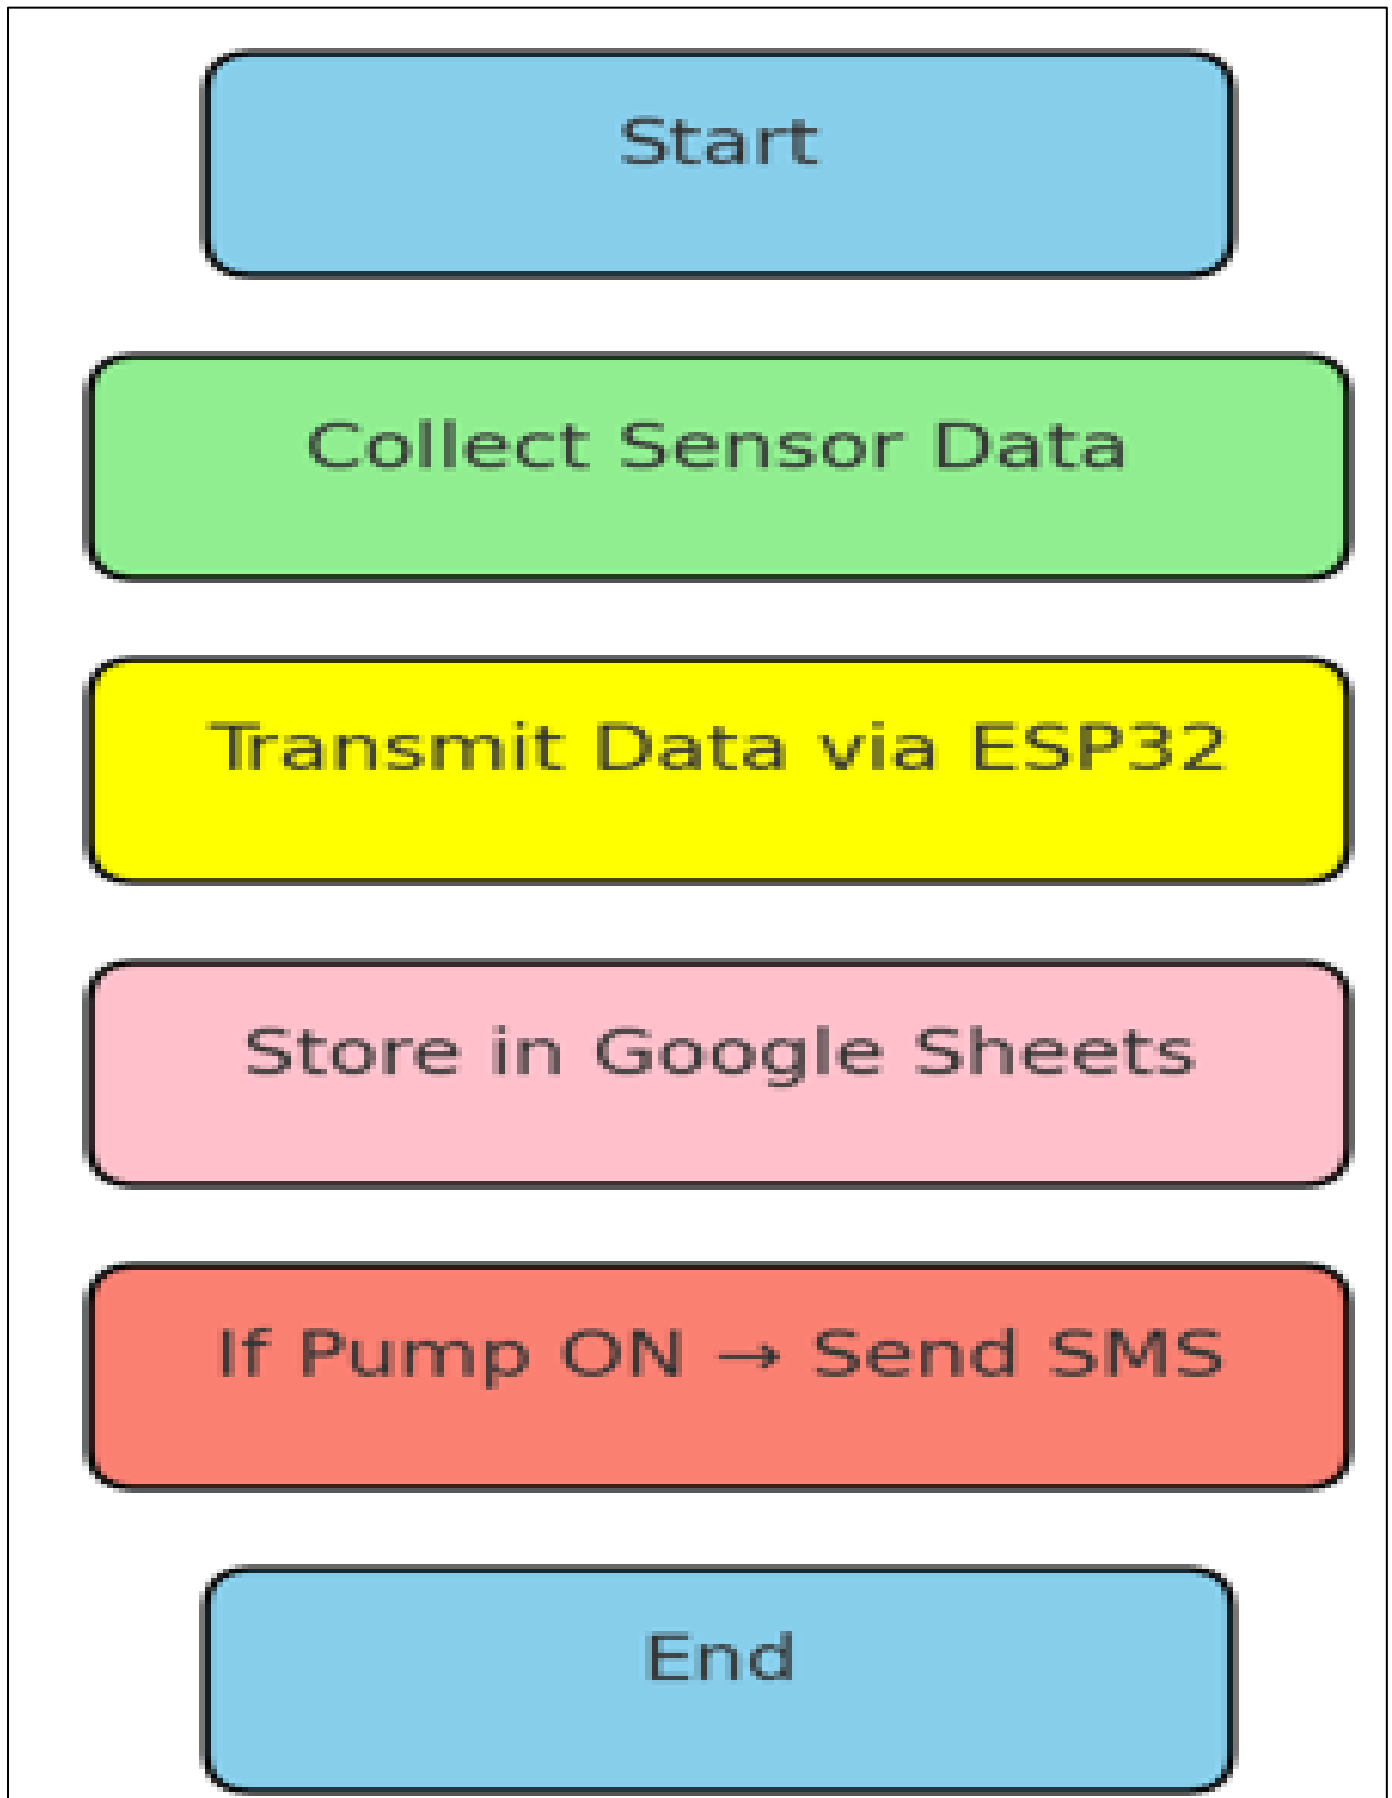 Start
Collect Sensor Data
Transmit Data via ESP32
Store in Google Sheets
If Pump ON → Send SMS
End